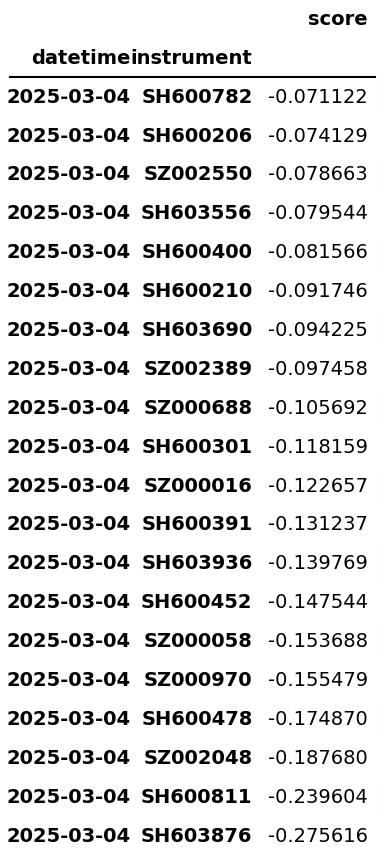 score
datetime instrument
2025-03-04 SH600782 -0.071122
2025-03-04 SH600206 -0.074129
2025-03-04 SZ002550 -0.078663
2025-03-04 SH603556 -0.079544
2025-03-04 SH600400 -0.081566
2025-03-04 SH600210 -0.091746
2025-03-04 SH603690 -0.094225
2025-03-04 SZ002389 -0.097458
2025-03-04 SZ000688 -0.105692
2025-03-04 SH600301 -0.118159
2025-03-04 SZ000016 -0.122657
2025-03-04 SH600391 -0.131237
2025-03-04 SH603936 -0.139769
2025-03-04 SH600452 -0.147544
2025-03-04 SZ000058 -0.153688
2025-03-04 SZ000970 -0.155479
2025-03-04 SH600478 -0.174870
2025-03-04 SZ002048 -0.187680
2025-03-04 SH600811 -0.239604
2025-03-04 SH603876 -0.275616